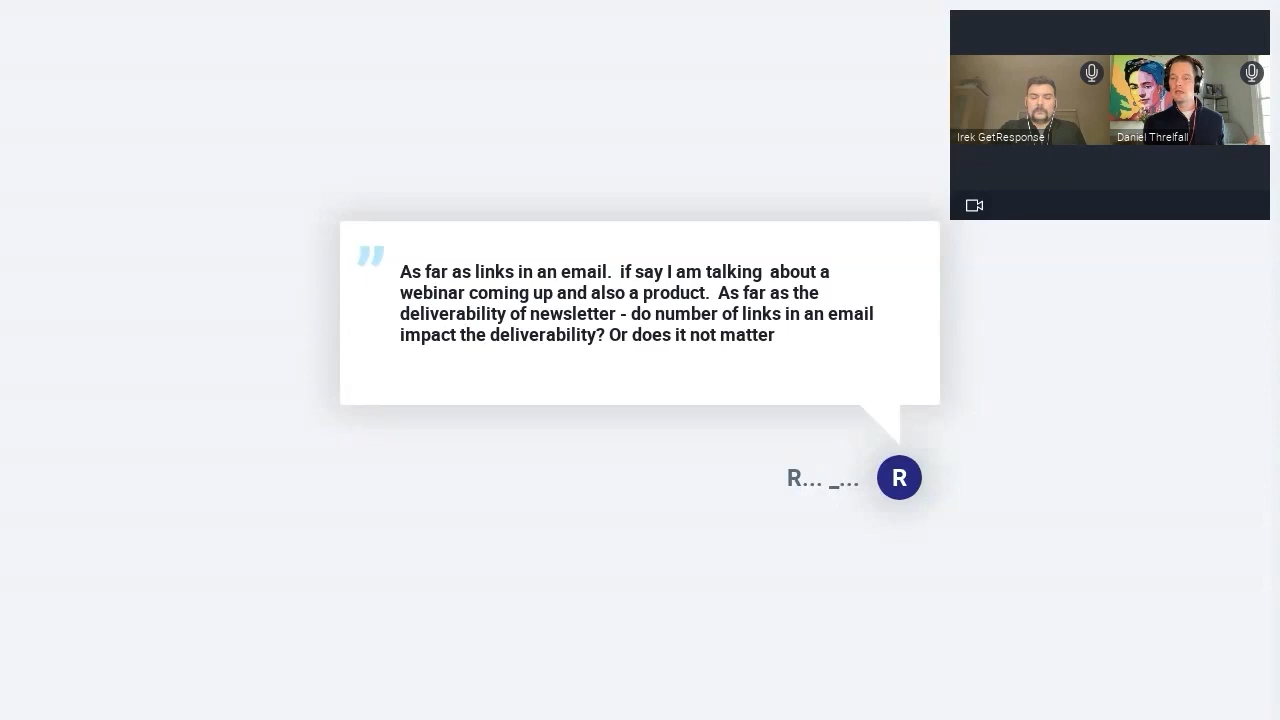 Irek GetResponse
Daniel Threlfall
As far as links in an email.  if say I am talking  about a
webinar coming up and also a product.  As far as the
deliverability of newsletter - do number of links in an email
impact the deliverability? Or does it not matter
R... _...
R